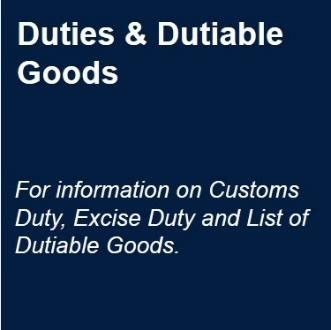 Duties & Dutiable
Goods
For information on Customs
Duty, Excise Duty and List of
Dutiable Goods.